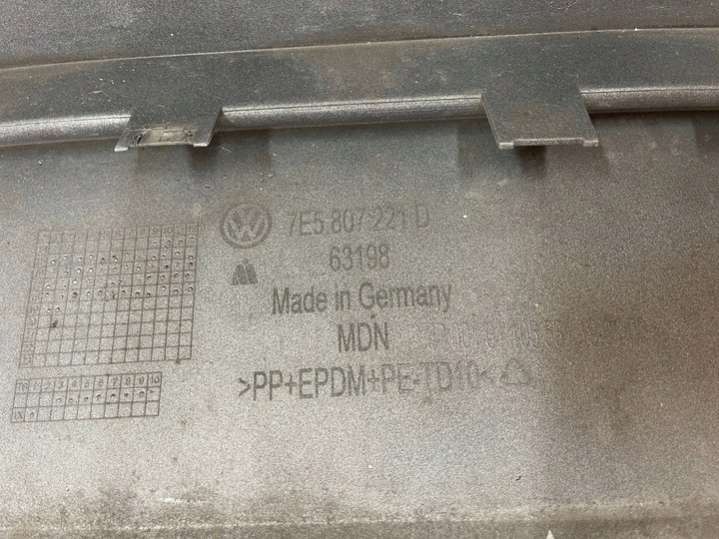 7E5 807 221 D
63198
Made in Germany
MDN
>PP+EPDM+PE-TD10<